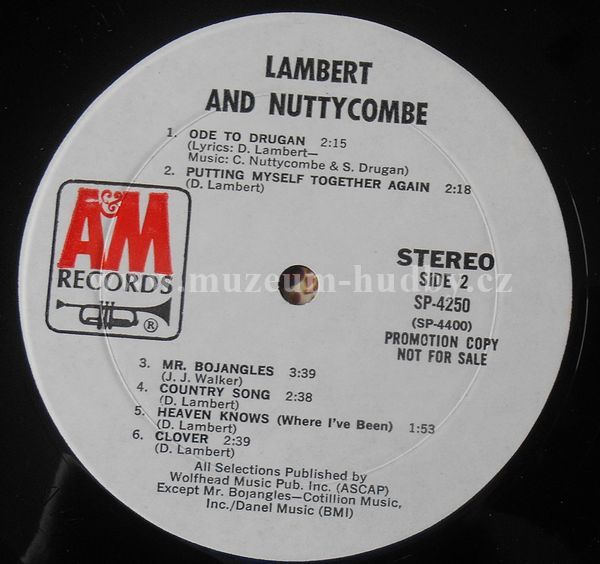 LAMBERT
AND NUTTYCOMBE
1. ODE TO DRUGAN 2:15
(Lyrics: D. Lambert—
Music: C. Nuttycombe & S. Drugan)
2. PUTTING MYSELF TOGETHER AGAIN 2:18
(D. Lambert)
A&M
RECORDS
®
STEREO
SIDE 2
SP-4250
(SP-4400)
PROMOTION COPY
NOT FOR SALE
www.muzeum-hudby.cz
3. MR. BOJANGLES 3:39
(J. J. Walker)
4. COUNTRY SONG 2:38
(D. Lambert)
5. HEAVEN KNOWS (Where I've Been) 1:53
(D. Lambert)
6. CLOVER 2:39
(D. Lambert)
All Selections Published by
Wolfhead Music Pub. Inc. (ASCAP)
Except Mr. Bojangles—Cotillion Music,
Inc./Danel Music (BMI)